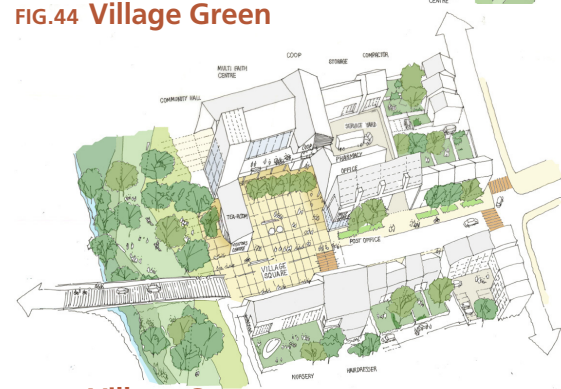 CENTRE
FIG.44 Village Green
COOP
STORAGE
COMPACTOR
MULTI FAITH
CENTRE
COMMUNITY HALL
SERVICE YARD
PHARMACY
OFFICE
TEA-ROOM
POST OFFICE
VILLAGE
SQUARE
NURSERY
HAIRDRESSER